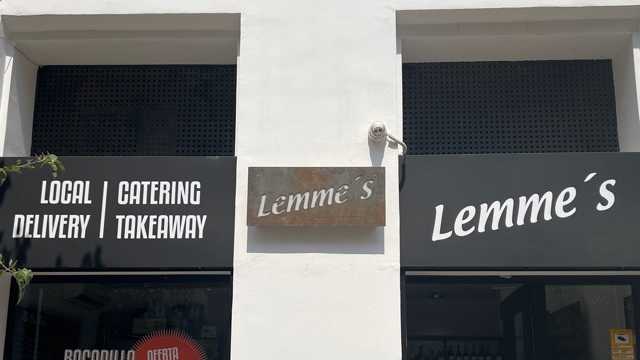 LOCAL | CATERING
DELIVERY | TAKEAWAY
Lemme´s
Lemme´s
BOCADILLO
OFERTA